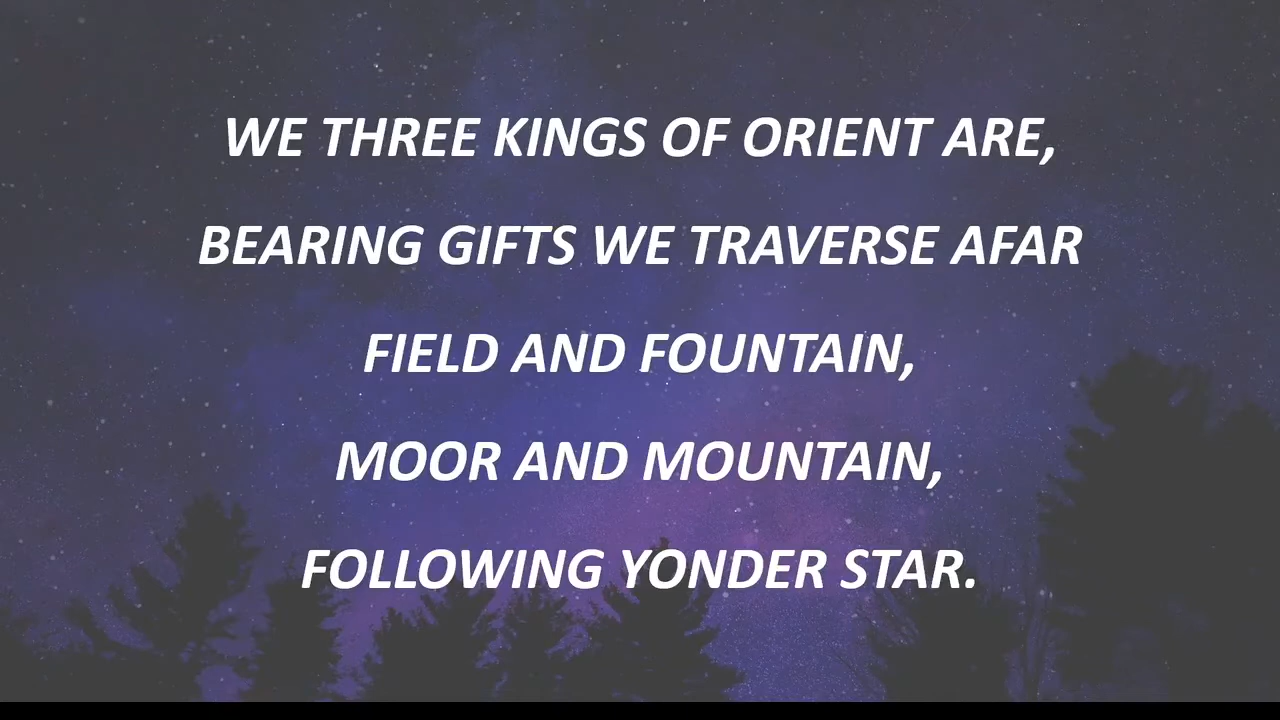 WE THREE KINGS OF ORIENT ARE,
BEARING GIFTS WE TRAVERSE AFAR
FIELD AND FOUNTAIN,
MOOR AND MOUNTAIN,
FOLLOWING YONDER STAR.